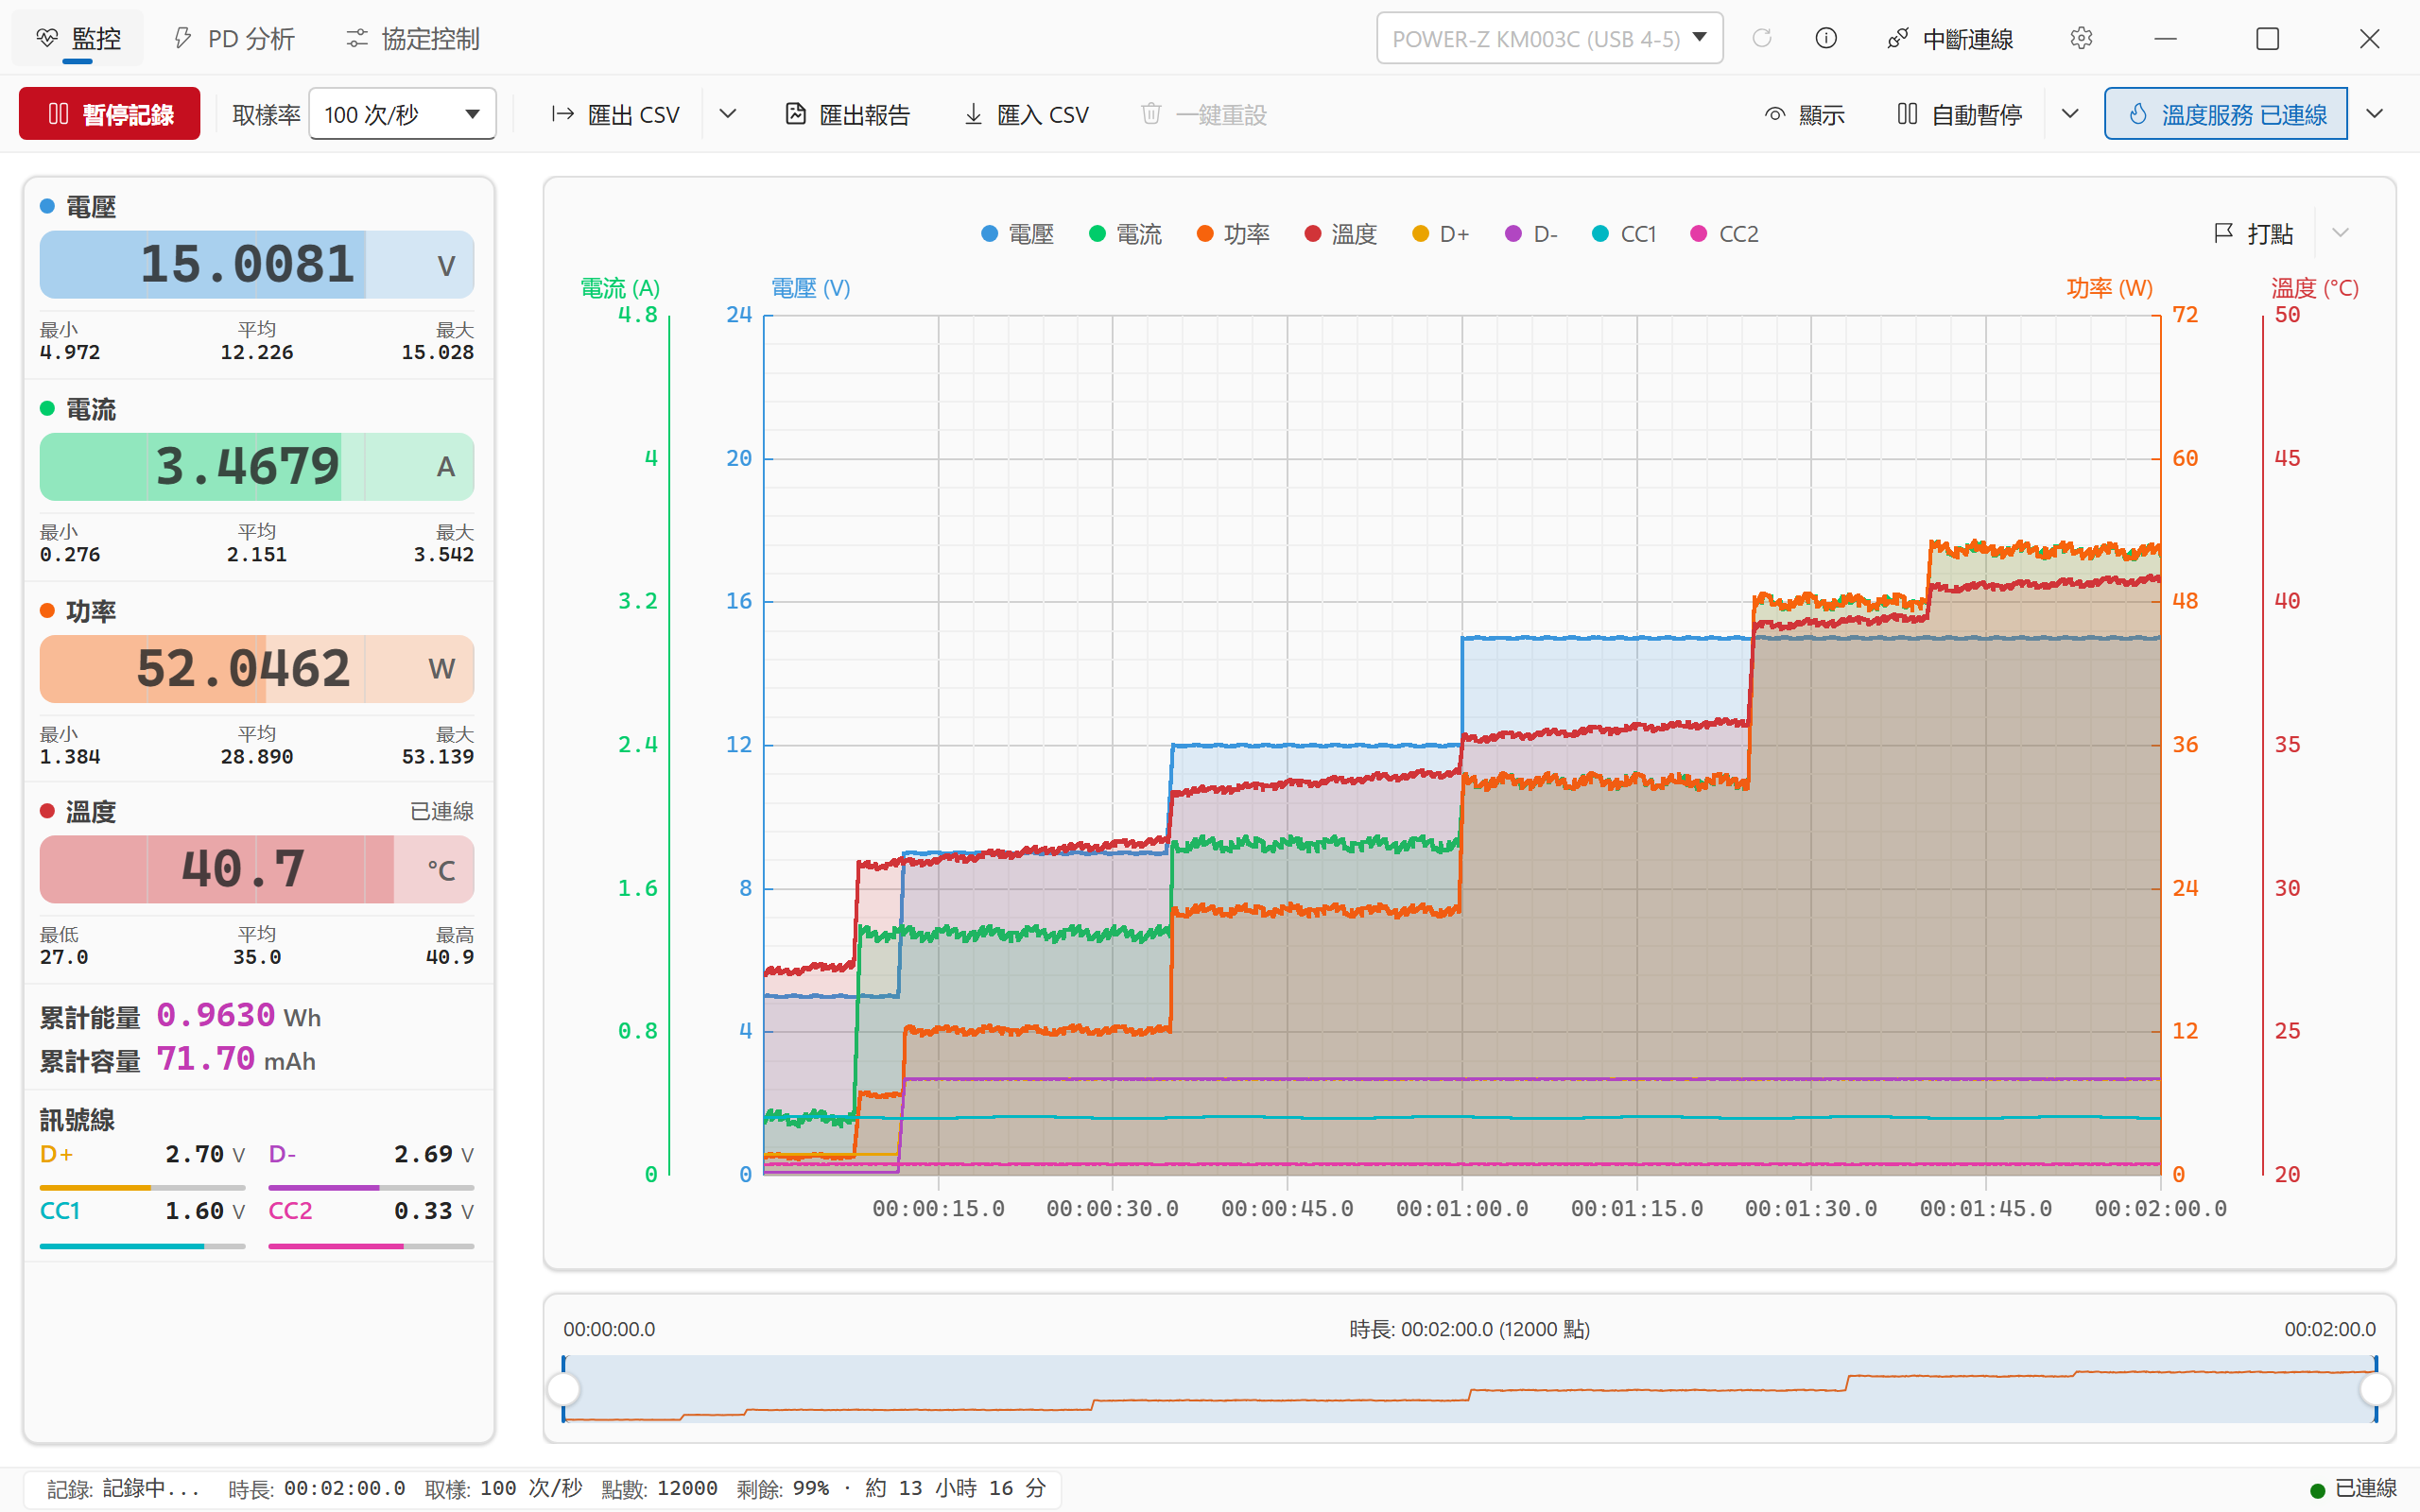 監控 PD 分析 協定控制 POWER-Z KM003C (USB 4-5) 中斷連線
暫停記錄 取樣率 100 次/秒 匯出 CSV 匯出報告 匯入 CSV 一鍵重設 顯示 自動暫停 溫度服務 已連線
電壓
15.0081 V
最小 平均 最大
4.972 12.226 15.028
電流
3.4679 A
最小 平均 最大
0.276 2.151 3.542
功率
52.0462 W
最小 平均 最大
1.384 28.890 53.139
溫度 已連線
40.7 °C
最低 平均 最高
27.0 35.0 40.9
累計能量 0.9630 Wh
累計容量 71.70 mAh
訊號線
D+ 2.70 V D- 2.69 V
CC1 1.60 V CC2 0.33 V
電壓 電流 功率 溫度 D+ D- CC1 CC2 打點
電流 (A) 電壓 (V) 功率 (W) 溫度 (°C)
4.8 24 72 50
4 20 60 45
3.2 16 48 40
2.4 12 36 35
1.6 8 24 30
0.8 4 12 25
0 0 0 20
00:00:15.0 00:00:30.0 00:00:45.0 00:01:00.0 00:01:15.0 00:01:30.0 00:01:45.0 00:02:00.0
00:00:00.0 時長: 00:02:00.0 (12000 點) 00:02:00.0
記錄: 記錄中... 時長: 00:02:00.0 取樣: 100 次/秒 點數: 12000 剩餘: 99% · 約 13 小時 16 分 已連線